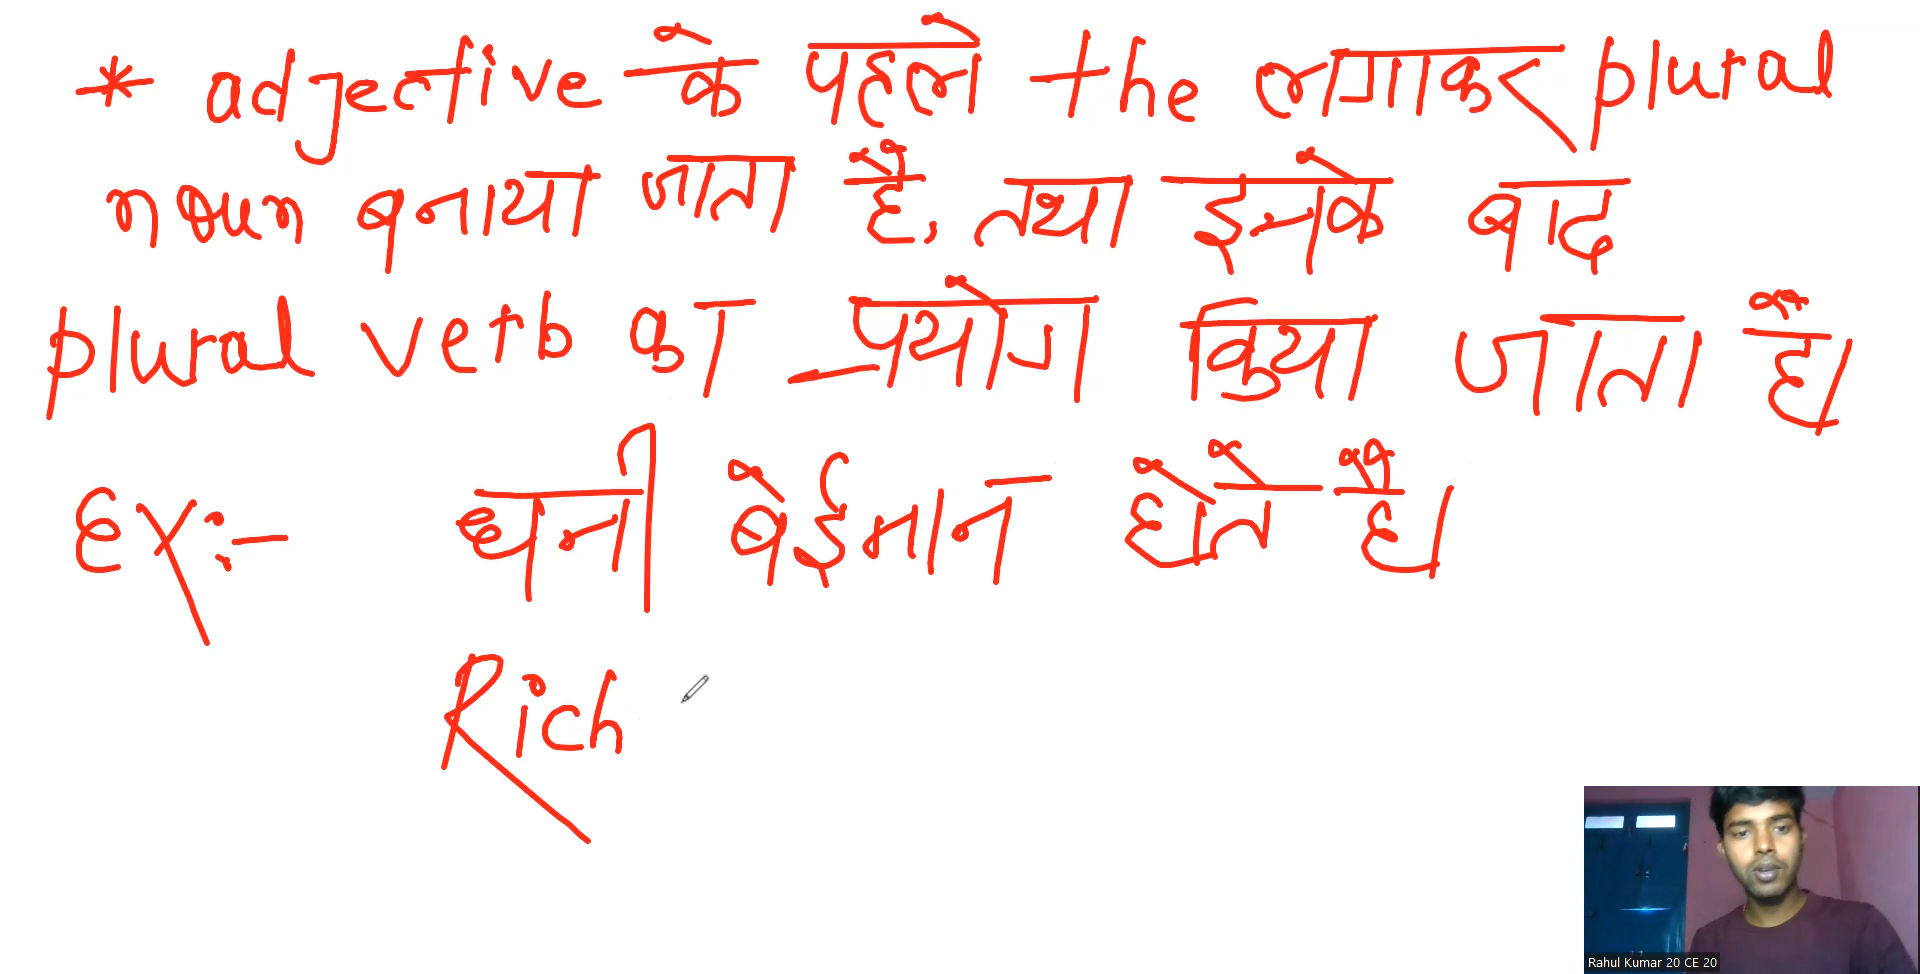 * adjective के पहले the लगाकर plural
noun बनाया जाता है, तथा इनके बाद
plural verb का प्रयोग किया जाता है।
Ex:- धनी बेईमान होते है।
Rich
Rahul Kumar 20 CE 20